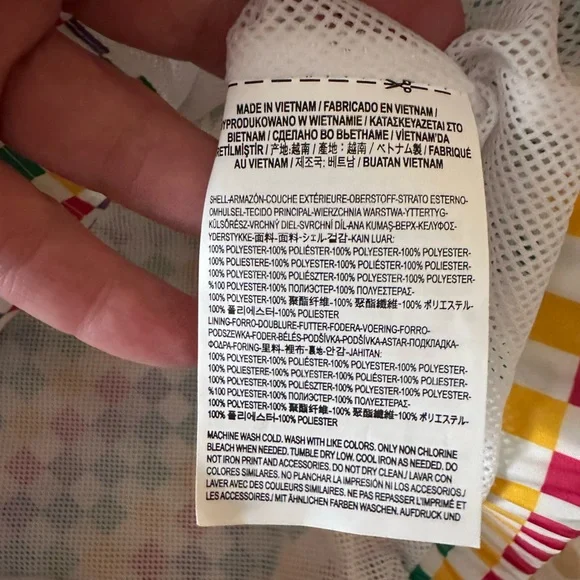 MADE IN VIETNAM / FABRICADO EN VIETNAM /
WYPRODUKOWANO W WIETNAMIE / ΚΑΤΑΣΚΕΥΑΖΕΤΑΙ ΣΤΟ
ΒΙΕΤΝΑΜ / СДЕЛАНО ВО ВЬЕТНАМЕ / VİETNAM'DA
ÜRETİLMİŞTİR / 产地:越南 / 產地：越南 / ベトナム製 / FABRIQUÉ
AU VIETNAM / 제조국: 베트남 / BUATAN VIETNAM
SHELL-ARMAZÓN-COUCHE EXTÉRIEURE-OBERSTOFF-STRATO ESTERNO-
OMHULSEL-TECIDO PRINCIPAL-WIERZCHNIA WARSTWA-YTTERTYG-
KÜLSŐRÉSZ-VRCHNÝ DIEL-SVRCHNÍ DÍL-ANA KUMAŞ-ВЕРХ-ΚΕΛΥΦΟΣ-
YDERSTYKKE-面料-面料-シェル-겉감-KAIN LUAR:
100% POLYESTER-100% POLIÉSTER-100% POLYESTER-100% POLYESTER-
100% POLIESTERE-100% POLYESTER-100% POLIÉSTER-100% POLIESTER-
100% POLYESTER-100% POLIÉSZTER-100% POLYESTER-100% POLYESTER-
%100 POLYESTER-100% ПОЛИЭСТЕР-100% ΠΟΛΥΕΣΤΕΡΑΣ-
100% POLYESTER-100% 聚酯纤维-100% 聚酯纖維-100% ポリエステル-
100% 폴리에스터-100% POLIESTER
LINING-FORRO-DOUBLURE-FUTTER-FODERA-VOERING-FORRO-
PODSZEWKA-FODER-BÉLÉS-PODŠÍVKA-PODŠÍVKA-ASTAR-ПОДКЛАДКА-
ΦΟΔΡΑ-FORING-里料-裡布-裏地-안감-JAHITAN:
100% POLYESTER-100% POLIÉSTER-100% POLYESTER-100% POLYESTER-
100% POLIESTERE-100% POLYESTER-100% POLIÉSTER-100% POLIESTER-
100% POLYESTER-100% POLIÉSZTER-100% POLYESTER-100% POLYESTER-
%100 POLYESTER-100% ПОЛИЭСТЕР-100% ΠΟΛΥΕΣΤΕΡΑΣ-
100% POLYESTER-100% 聚酯纤维-100% 聚酯纖維-100% ポリエステル-
100% 폴리에스터-100% POLIESTER
MACHINE WASH COLD. WASH WITH LIKE COLORS. ONLY NON CHLORINE
BLEACH WHEN NEEDED. TUMBLE DRY LOW. COOL IRON AS NEEDED. DO
NOT IRON PRINT AND ACCESSORIES. DO NOT DRY CLEAN./ LAVAR CON
COLORES SIMILARES. NO PLANCHAR LA IMPRESIÓN NI LOS ACCESORIOS./
LAVER AVEC DES COULEURS SIMILAIRES. NE PAS REPASSER L'IMPRIMÉ ET
LES ACCESSOIRES./ MIT ÄHNLICHEN FARBEN WASCHEN. AUFDRUCK UND